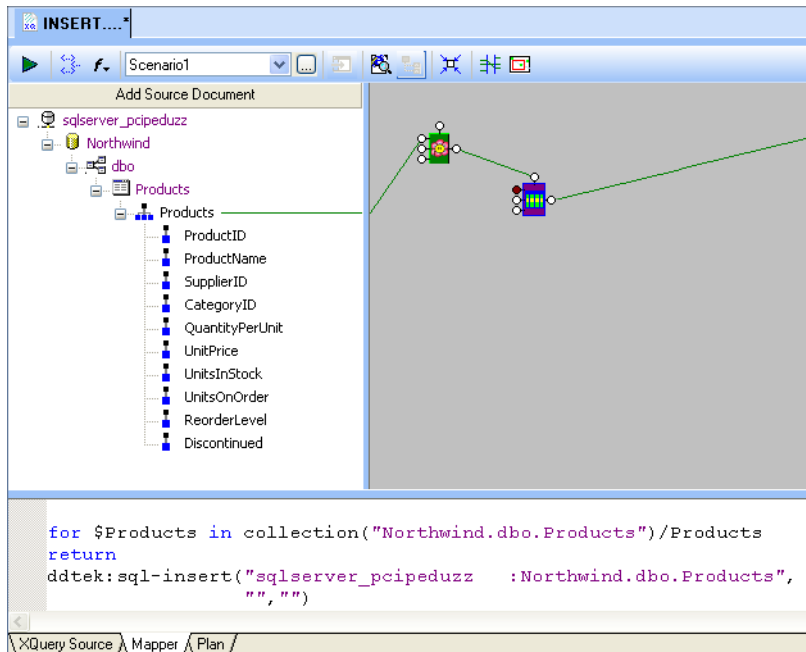 INSERT....*
f
Scenario1
...
Add Source Document
sqlserver_pcipeduzz
Northwind
dbo
Products
Products
ProductID
ProductName
SupplierID
CategoryID
QuantityPerUnit
UnitPrice
UnitsInStock
UnitsOnOrder
ReorderLevel
Discontinued
for $Products in collection("Northwind.dbo.Products")/Products
return
ddtek:sql-insert("sqlserver_pcipeduzz   :Northwind.dbo.Products",
"","")
XQuery Source / Mapper / Plan /